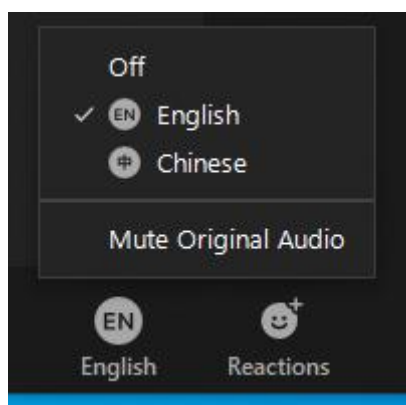 Off
EN English
中 Chinese
Mute Original Audio
EN
English Reactions